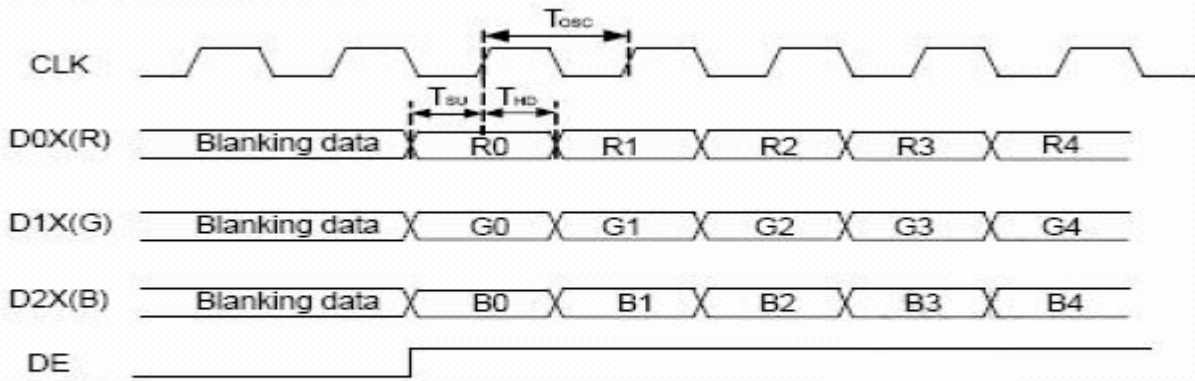 Tosc
CLK
TSU THD
D0X(R) Blanking data R0 R1 R2 R3 R4
D1X(G) Blanking data G0 G1 G2 G3 G4
D2X(B) Blanking data B0 B1 B2 B3 B4
DE